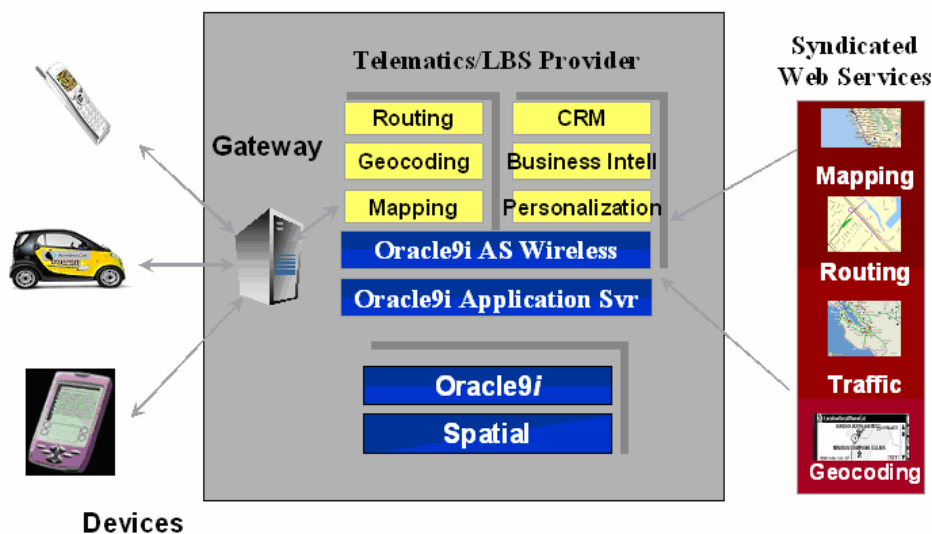 Telematics/LBS Provider
Gateway
Routing
Geocoding
Mapping
CRM
Business Intell
Personalization
Oracle9i AS Wireless
Oracle9i Application Svr
Oracle9i
Spatial
Syndicated
Web Services
Mapping
Routing
Traffic
Geocoding
Devices